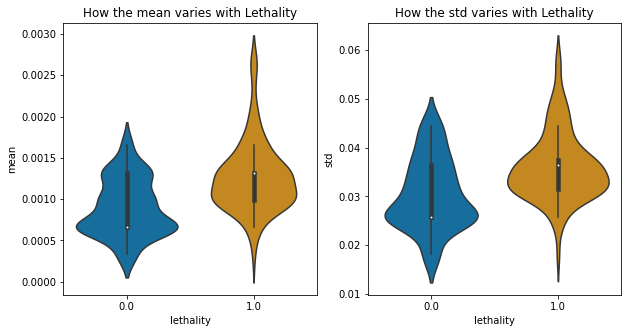 How the mean varies with Lethality
0.0030
0.0025
0.0020
0.0015
0.0010
0.0005
0.0000
mean
0.0 1.0
lethality
How the std varies with Lethality
0.06
0.05
0.04
0.03
0.02
0.01
std
0.0 1.0
lethality